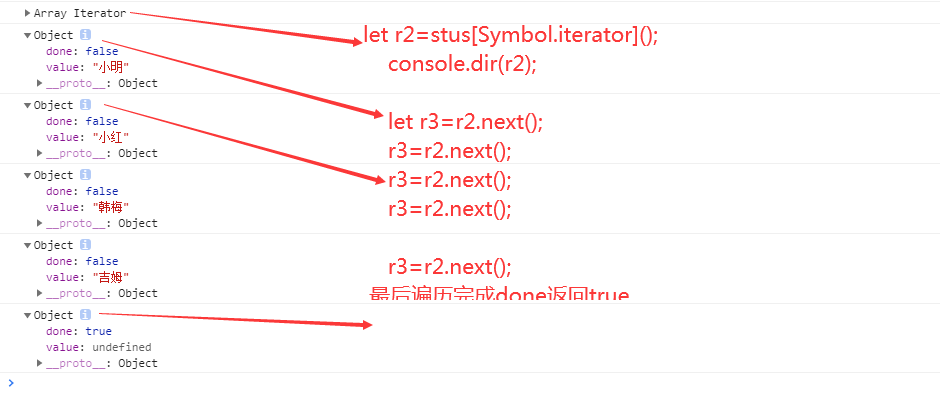 Array Iterator
let r2=stus[Symbol.iterator]();
Object i
done: false
console.dir(r2);
value: "小明"
__proto__: Object
Object i
let r3=r2.next();
done: false
value: "小红"
r3=r2.next();
__proto__: Object
Object i
r3=r2.next();
done: false
value: "韩梅"
r3=r2.next();
__proto__: Object
Object i
done: false
r3=r2.next();
value: "吉姆"
__proto__: Object
最后遍历完成done返回true
Object i
done: true
value: undefined
__proto__: Object